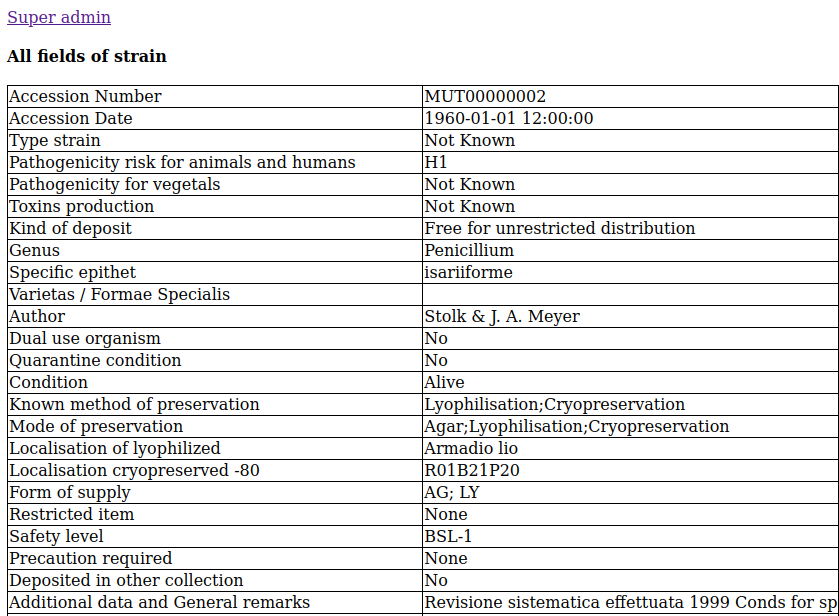 Super admin
All fields of strain
Accession Number MUT00000002
Accession Date 1960-01-01 12:00:00
Type strain Not Known
Pathogenicity risk for animals and humans H1
Pathogenicity for vegetals Not Known
Toxins production Not Known
Kind of deposit Free for unrestricted distribution
Genus Penicillium
Specific epithet isariiforme
Varietas / Formae Specialis
Author Stolk & J. A. Meyer
Dual use organism No
Quarantine condition No
Condition Alive
Known method of preservation Lyophilisation;Cryopreservation
Mode of preservation Agar;Lyophilisation;Cryopreservation
Localisation of lyophilized Armadio lio
Localisation cryopreserved -80 R01B21P20
Form of supply AG; LY
Restricted item None
Safety level BSL-1
Precaution required None
Deposited in other collection No
Additional data and General remarks Revisione sistematica effettuata 1999 Conds for sp